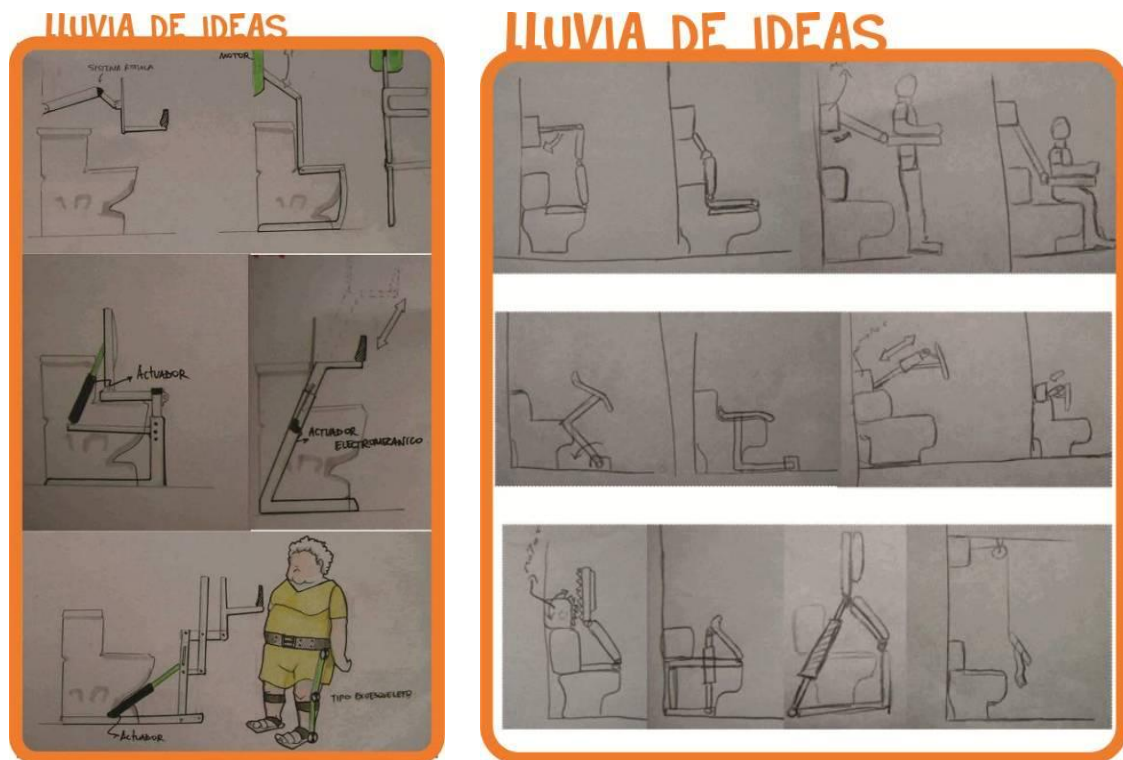 LLUVIA DE IDEAS
MOTOR
ACTUADOR
ACTUADOR
ELECTROMECANICO
TIPO EXOESQUELETO
ACTUADOR
LLUVIA DE IDEAS